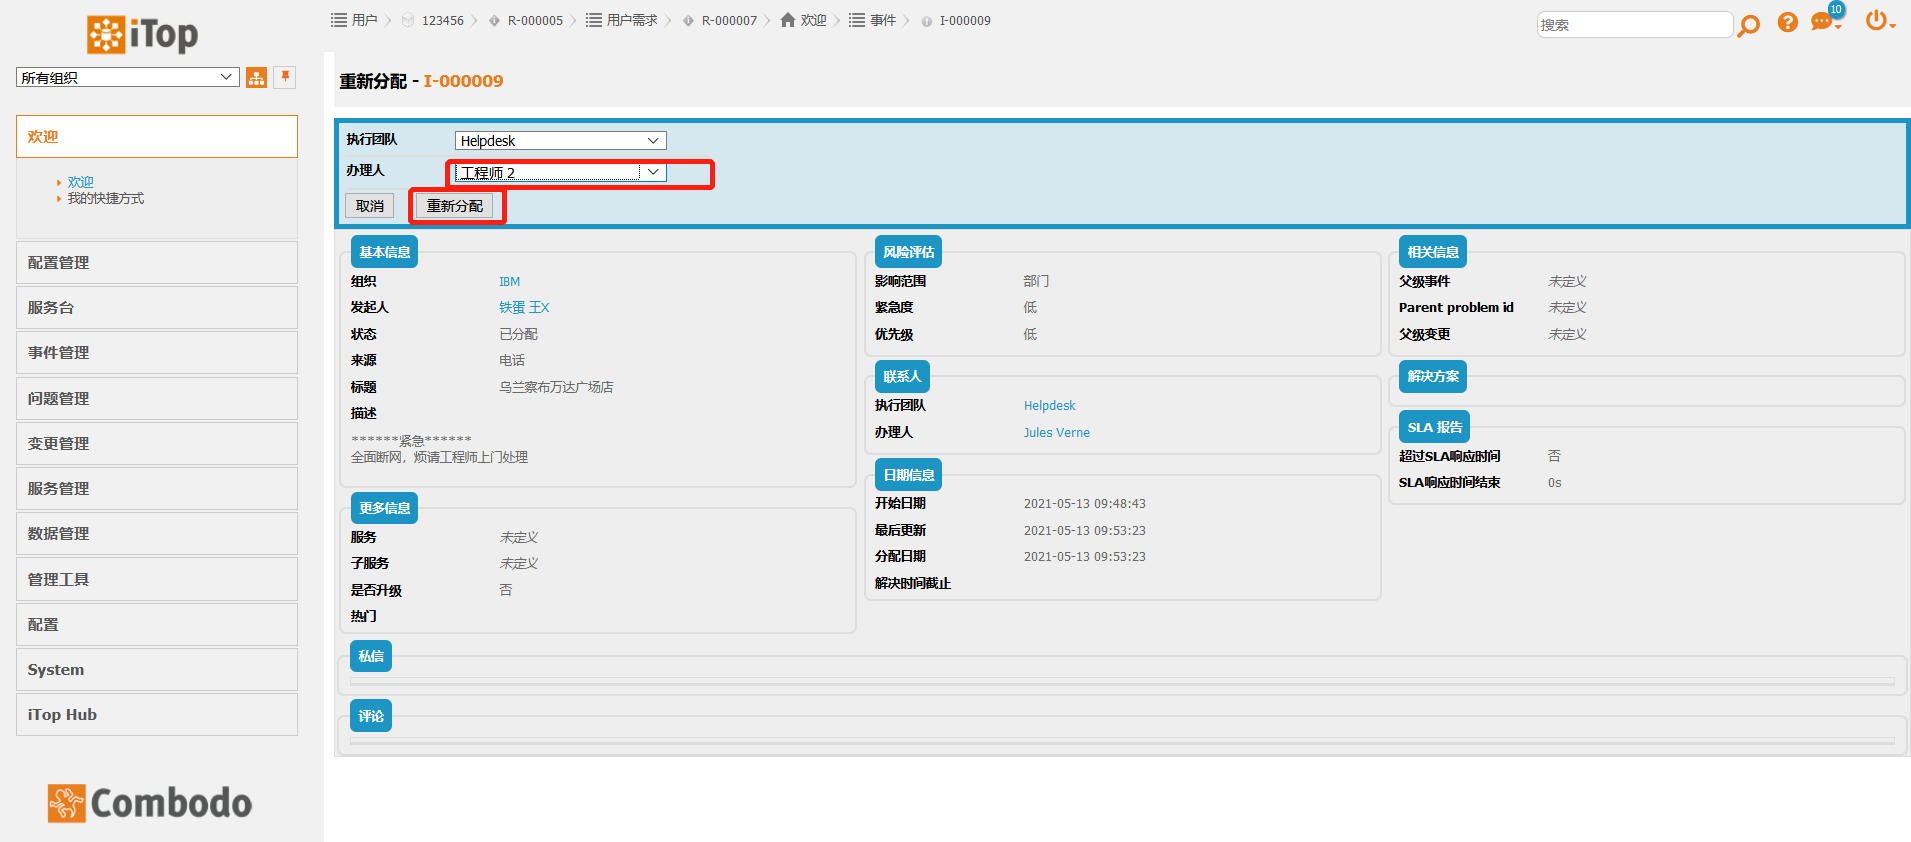 iTop
用户
123456
R-000005
用户需求
R-000007
欢迎
事件
I-000009
搜索
10
所有组织
欢迎
欢迎
我的快捷方式
配置管理
服务台
事件管理
问题管理
变更管理
服务管理
数据管理
管理工具
配置
System
iTop Hub
Combodo
重新分配 - I-000009
执行团队 Helpdesk
办理人 工程师 2
取消 重新分配
基本信息
组织 IBM
发起人 铁蛋 王X
状态 已分配
来源 电话
标题 乌兰察布万达广场店
描述
******紧急******
全面断网，烦请工程师上门处理
更多信息
服务 未定义
子服务 未定义
是否升级 否
热门
风险评估
影响范围 部门
紧急度 低
优先级 低
联系人
执行团队 Helpdesk
办理人 Jules Verne
日期信息
开始日期 2021-05-13 09:48:43
最后更新 2021-05-13 09:53:23
分配日期 2021-05-13 09:53:23
解决时间截止
相关信息
父级事件 未定义
Parent problem id 未定义
父级变更 未定义
解决方案
SLA 报告
超过SLA响应时间 否
SLA响应时间结束 0s
私信
评论